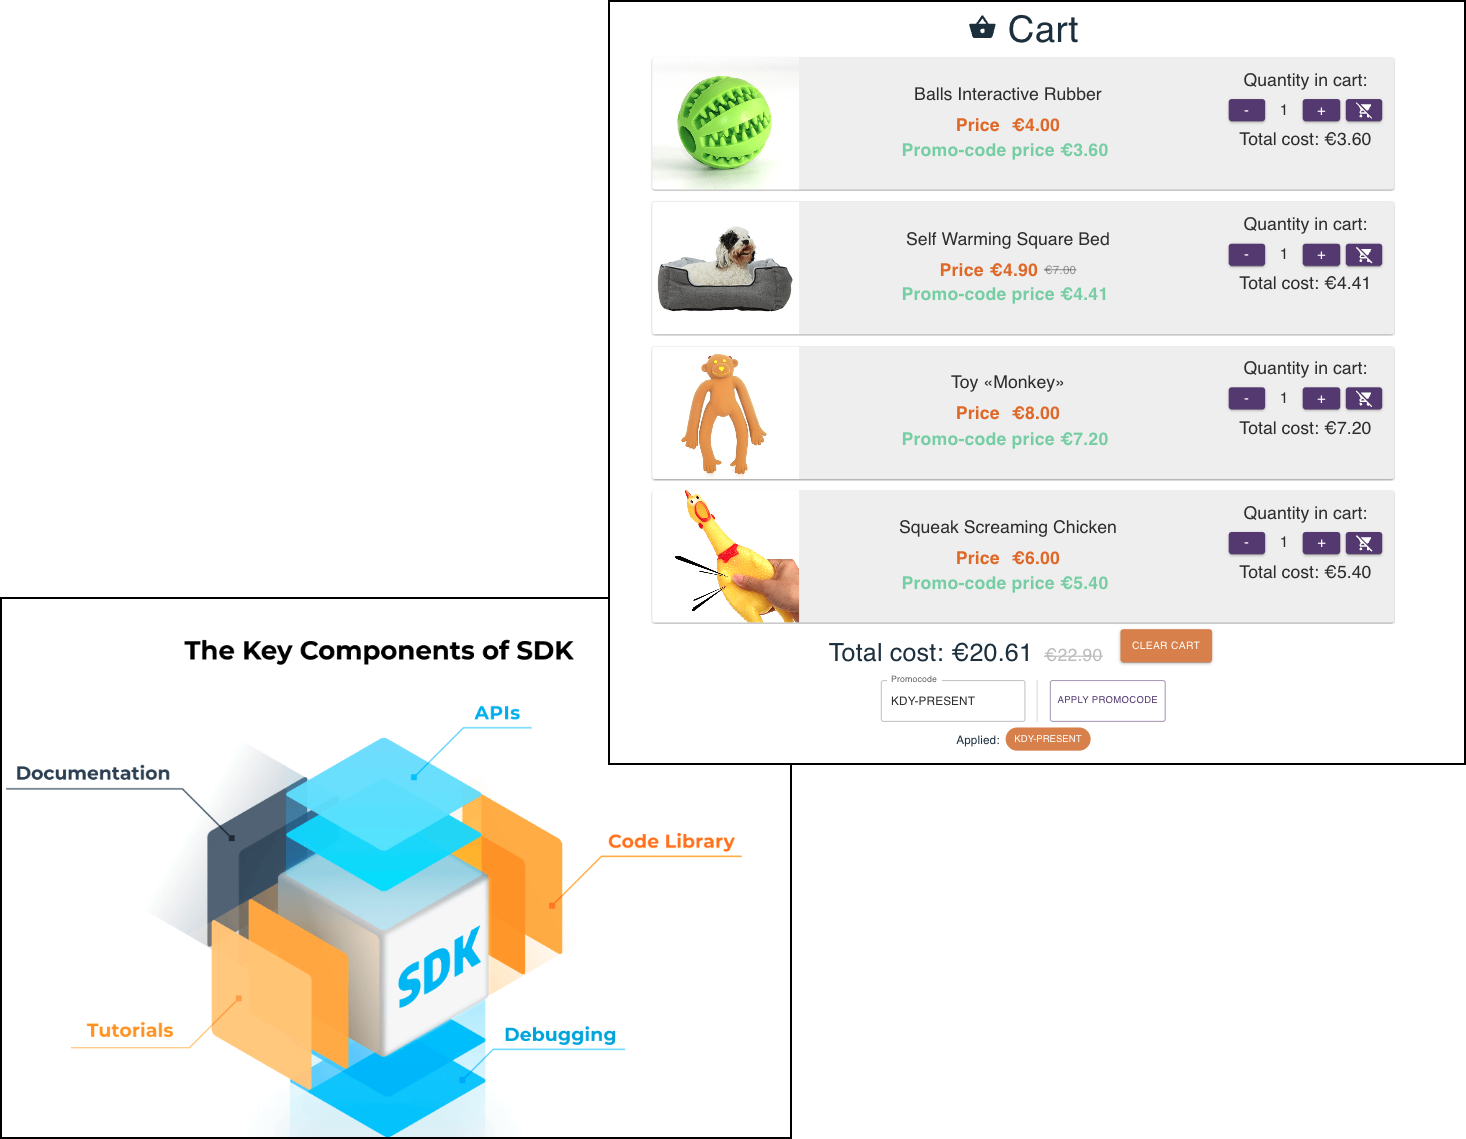 Cart
Balls Interactive Rubber
Price €4.00
Promo-code price €3.60
Quantity in cart:
- 1 +
Total cost: €3.60
Self Warming Square Bed
Price €4.90 €7.00
Promo-code price €4.41
Quantity in cart:
- 1 +
Total cost: €4.41
Toy «Monkey»
Price €8.00
Promo-code price €7.20
Quantity in cart:
- 1 +
Total cost: €7.20
Squeak Screaming Chicken
Price €6.00
Promo-code price €5.40
Quantity in cart:
- 1 +
Total cost: €5.40
Total cost: €20.61 €22.90 CLEAR CART
Promocode
KDY-PRESENT APPLY PROMOCODE
Applied: KDY-PRESENT
The Key Components of SDK
APIs
Documentation
Code Library
SDK
Tutorials
Debugging